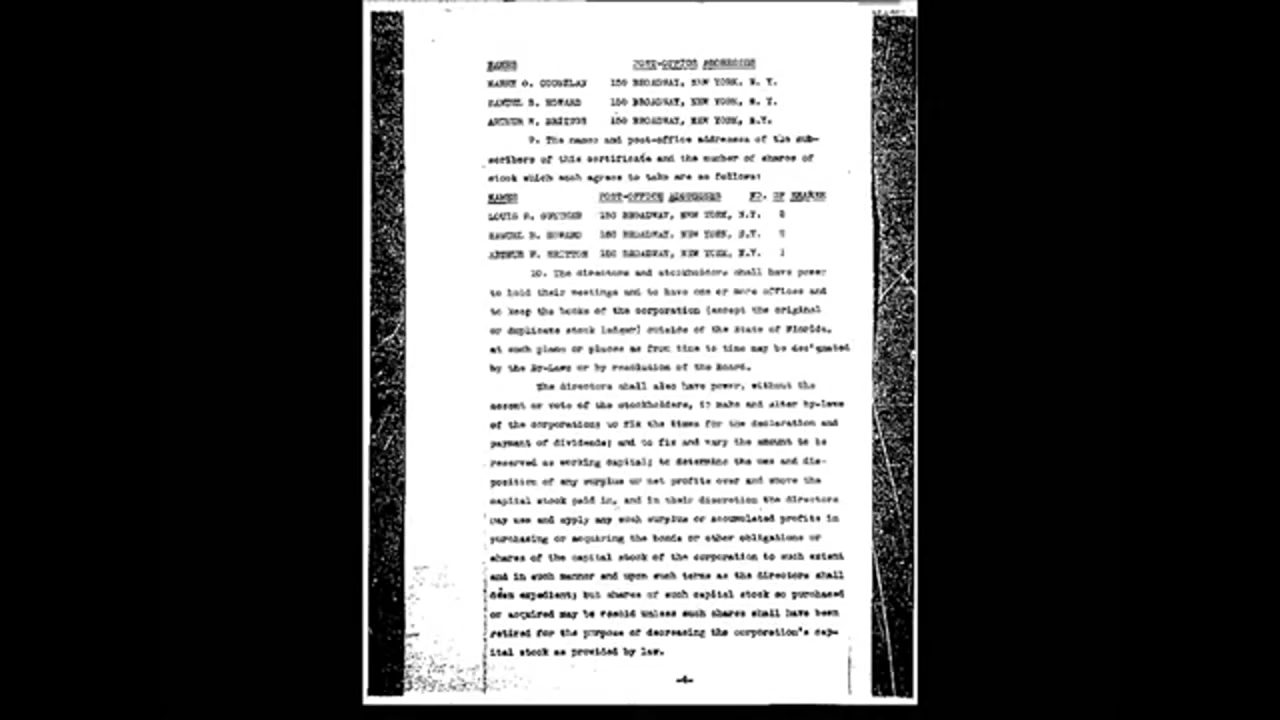 NAMES POST-OFFICE ADDRESSES
HARRY O. COUGHLAN 150 BROADWAY, NEW YORK, N. Y.
SAMUEL B. HOWARD 150 BROADWAY, NEW YORK, N. Y.
ARTHUR W. BRITTON 150 BROADWAY, NEW YORK, N.Y.
9. The names and post-office addresses of the sub-
scribers of this certificate and the number of shares of
stock which each agrees to take are as follows:
NAMES POST-OFFICE ADDRESSES NO. OF SHARES
LOUIS 150 BROADWAY, NEW YORK, N.Y.
SAMUEL B. HOWARD 150 BROADWAY, NEW YORK, N.Y.
ARTHUR W. BRITTON 150 BROADWAY, NEW YORK, N.Y. 1
10. The directors and stockholders shall have power
to hold their meetings and to have one or more offices and
to keep the books of the corporation (except the original
or duplicate stock ledger) outside of the State of Florida,
at such place or places as from time to time may be designated
by the By-Laws or by resolution of the Board.
The directors shall also have power, without the
assent or vote of the stockholders, to make and alter by-laws
of the corporation; to fix the times for the declaration and
payment of dividends; and to fix and vary the amount to be
reserved as working capital; to determine the use and dis-
position of any surplus or net profits over and above the
capital stock paid in, and in their discretion the directors
may use and apply any such surplus or accumulated profits in
purchasing or acquiring the bonds or other obligations or
shares of the capital stock of the corporation to such extent
and in such manner and upon such terms as the directors shall
deem expedient; but shares of such capital stock so purchased
or acquired may be resold unless such shares shall have been
retired for the purpose of decreasing the corporation's cap-
ital stock as provided by law.